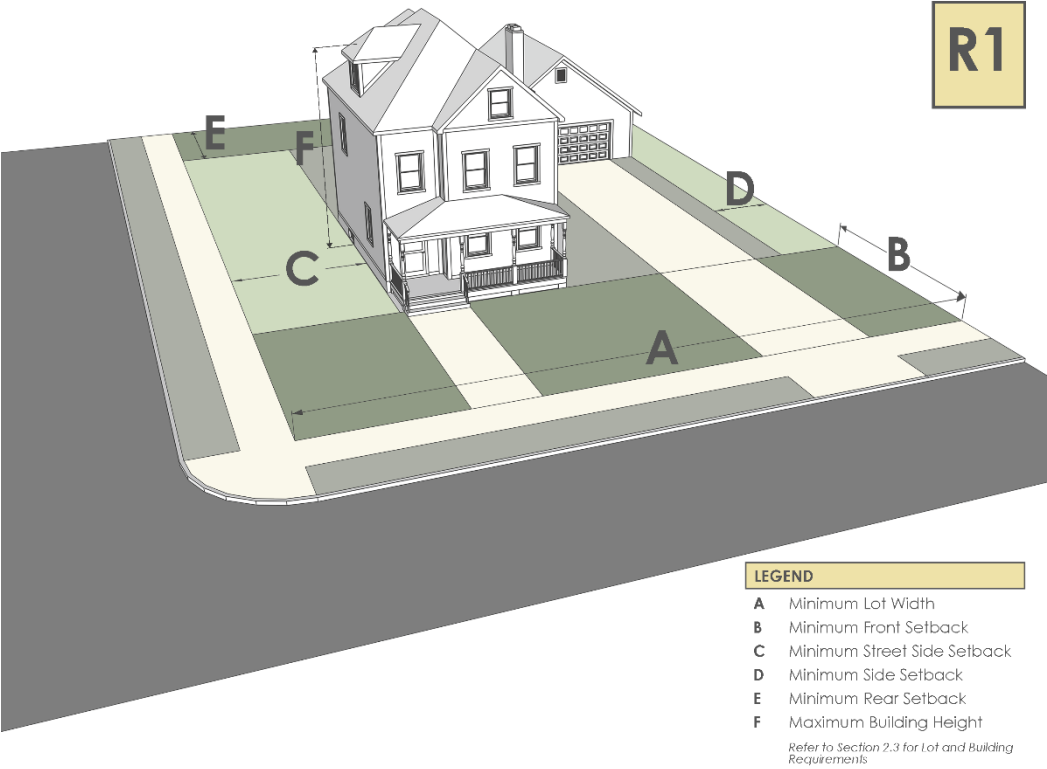 R1
E
F
D
C
B
A
LEGEND
A Minimum Lot Width
B Minimum Front Setback
C Minimum Street Side Setback
D Minimum Side Setback
E Minimum Rear Setback
F Maximum Building Height
Refer to Section 2.3 for Lot and Building
Requirements